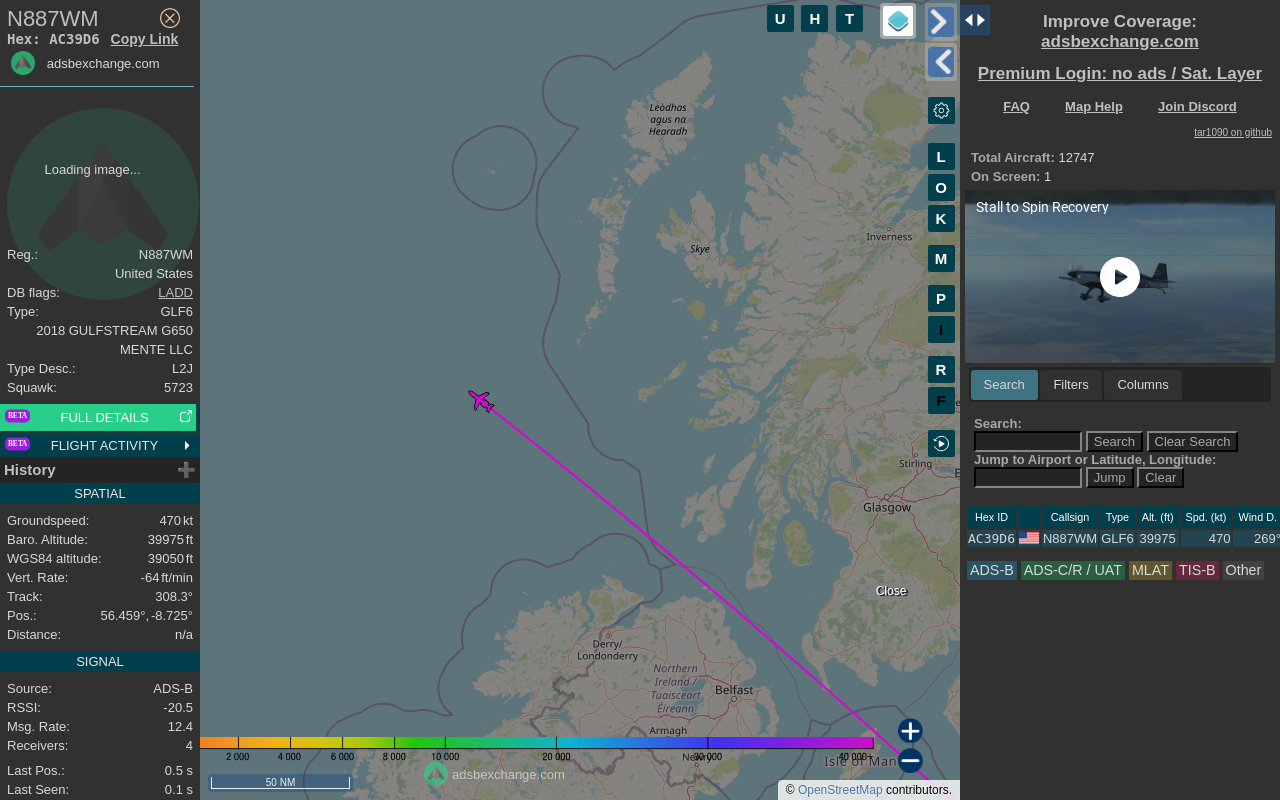 N887WM
Hex: AC39D6 Copy Link
adsbexchange.com
Loading image...
Reg.: N887WM
United States
DB flags: LADD
Type: GLF6
2018 GULFSTREAM G650
MENTE LLC
Type Desc.: L2J
Squawk: 5723
BETA FULL DETAILS
BETA FLIGHT ACTIVITY
History
SPATIAL
Groundspeed: 470 kt
Baro. Altitude: 39975 ft
WGS84 altitude: 39050 ft
Vert. Rate: -64 ft/min
Track: 308.3°
Pos.: 56.459°, -8.725°
Distance: n/a
SIGNAL
Source: ADS-B
RSSI: -20.5
Msg. Rate: 12.4
Receivers: 4
Last Pos.: 0.5 s
Last Seen: 0.1 s
U H T
L
O
K
M
P
I
R
F
Leòdhas
agus na
Hearadh
Skye
Inverness
Stirling
Glasgow
Close
Derry/
Londonderry
Northern
Ireland /
Tuaisceart
Éireann
Belfast
Armagh
Newry
Isle of Man
2 000 4 000 6 000 8 000 10 000 20 000 30 000 40 000+
50 NM
adsbexchange.com
© OpenStreetMap contributors.
Improve Coverage:
adsbexchange.com
Premium Login: no ads / Sat. Layer
FAQ Map Help Join Discord
tar1090 on github
Total Aircraft: 12747
On Screen: 1
Stall to Spin Recovery
Search Filters Columns
Search:
Search Clear Search
Jump to Airport or Latitude, Longitude:
Jump Clear
Hex ID Callsign Type Alt. (ft) Spd. (kt) Wind D.
AC39D6 N887WM GLF6 39975 470 269°
ADS-B ADS-C/R / UAT MLAT TIS-B Other